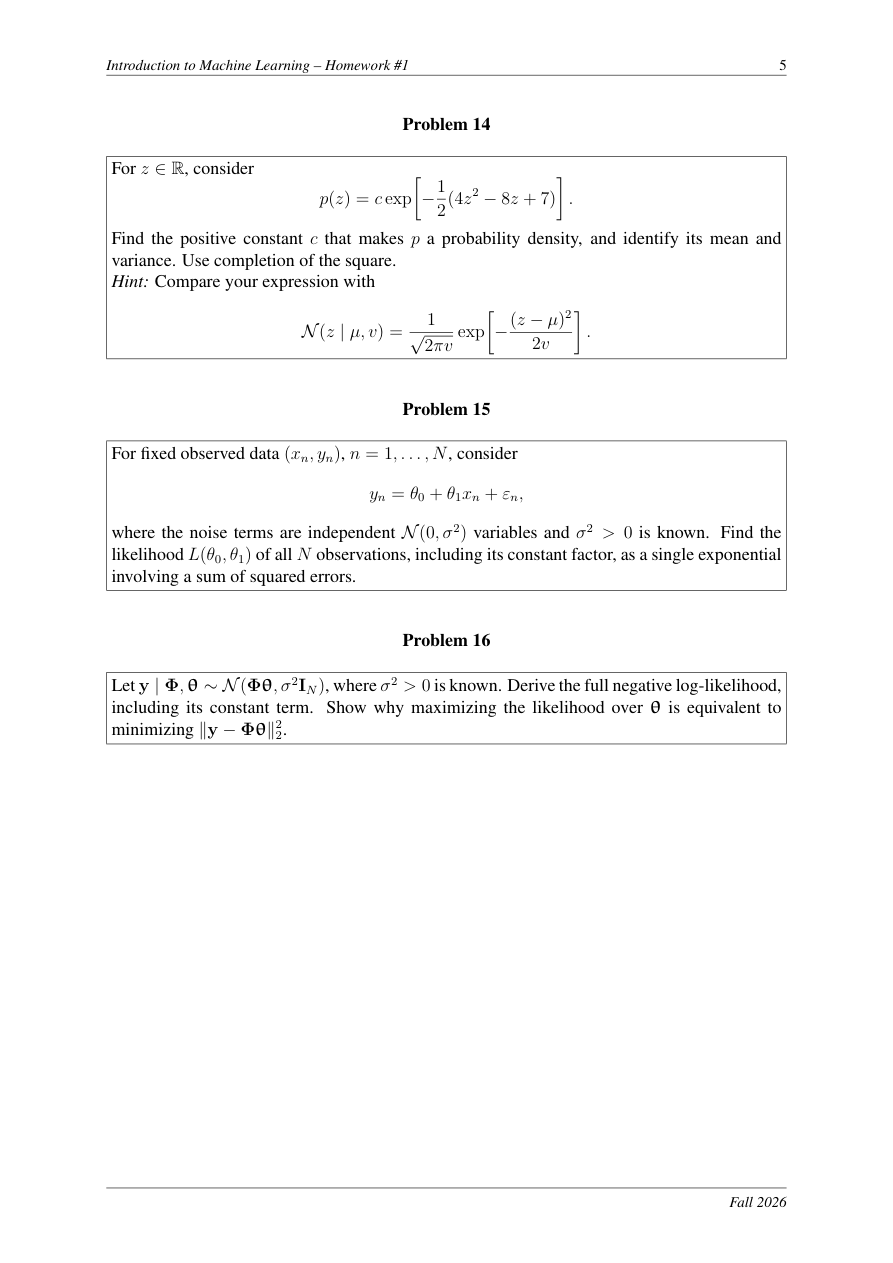 Introduction to Machine Learning – Homework #1 5
Problem 14
For z ∈ ℝ, consider
p(z) = c exp[−1/2(4z² − 8z + 7)].
Find the positive constant c that makes p a probability density, and identify its mean and
variance. Use completion of the square.
Hint: Compare your expression with
𝒩(z | μ, v) = 1/√(2πv) exp[−(z − μ)²/2v].
Problem 15
For fixed observed data (xₙ, yₙ), n = 1, . . . , N, consider
yₙ = θ₀ + θ₁xₙ + εₙ,
where the noise terms are independent 𝒩(0, σ²) variables and σ² > 0 is known. Find the
likelihood L(θ₀, θ₁) of all N observations, including its constant factor, as a single exponential
involving a sum of squared errors.
Problem 16
Let y | Φ, θ ∼ 𝒩(Φθ, σ²I_N), where σ² > 0 is known. Derive the full negative log-likelihood,
including its constant term. Show why maximizing the likelihood over θ is equivalent to
minimizing ‖y − Φθ‖₂².
Fall 2026